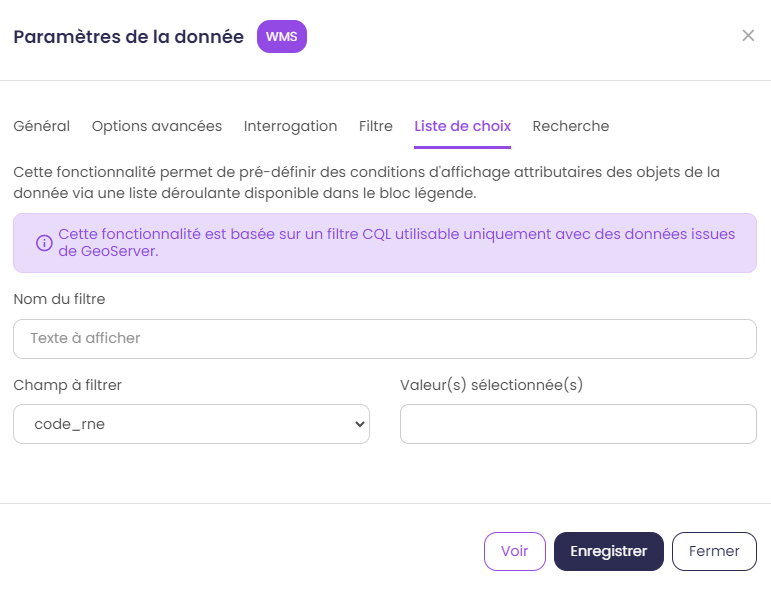 Paramètres de la donnée WMS
Général Options avancées Interrogation Filtre Liste de choix Recherche
Cette fonctionnalité permet de pré-définir des conditions d'affichage attributaires des objets de la
donnée via une liste déroulante disponible dans le bloc légende.
Cette fonctionnalité est basée sur un filtre CQL utilisable uniquement avec des données issues
de GeoServer.
Nom du filtre
Texte à afficher
Champ à filtrer Valeur(s) sélectionnée(s)
code_rne
Voir Enregistrer Fermer